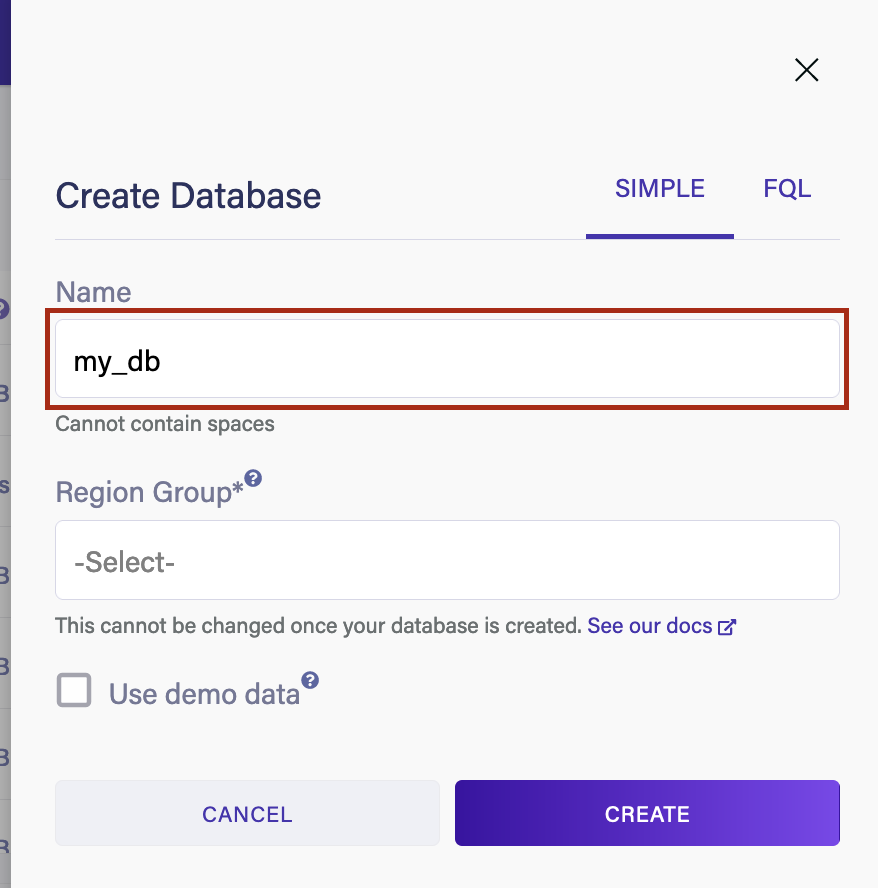 Create Database
SIMPLE
FQL
Name
my_db
Cannot contain spaces
Region Group*
-Select-
This cannot be changed once your database is created. See our docs
Use demo data
CANCEL
CREATE